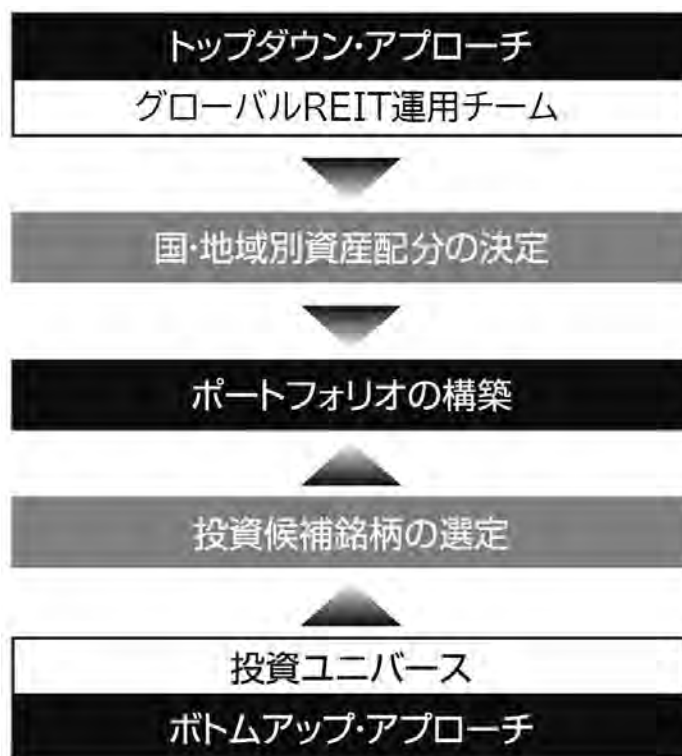 トップダウン・アプローチ
グローバルREIT運用チーム
国・地域別資産配分の決定
ポートフォリオの構築
投資候補銘柄の選定
投資ユニバース
ボトムアップ・アプローチ